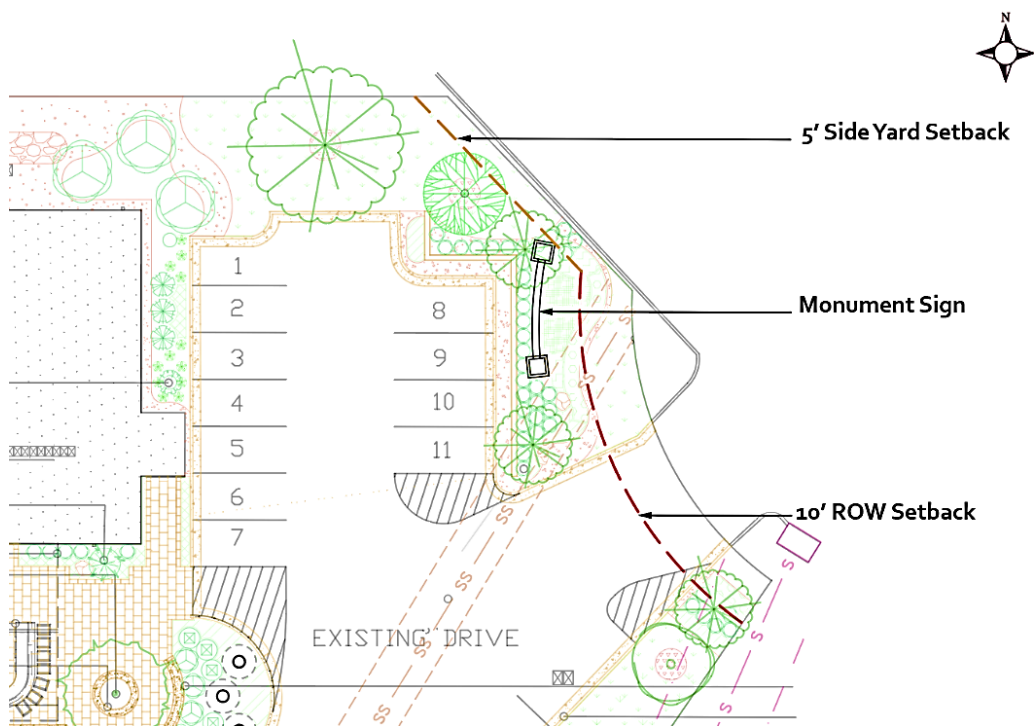 N
5' Side Yard Setback
1
2
8
Monument Sign
3
9
4
10
5
11
6
7
10' ROW Setback
SS
SS
SS
SS
SS
S
S
S
EXISTING DRIVE